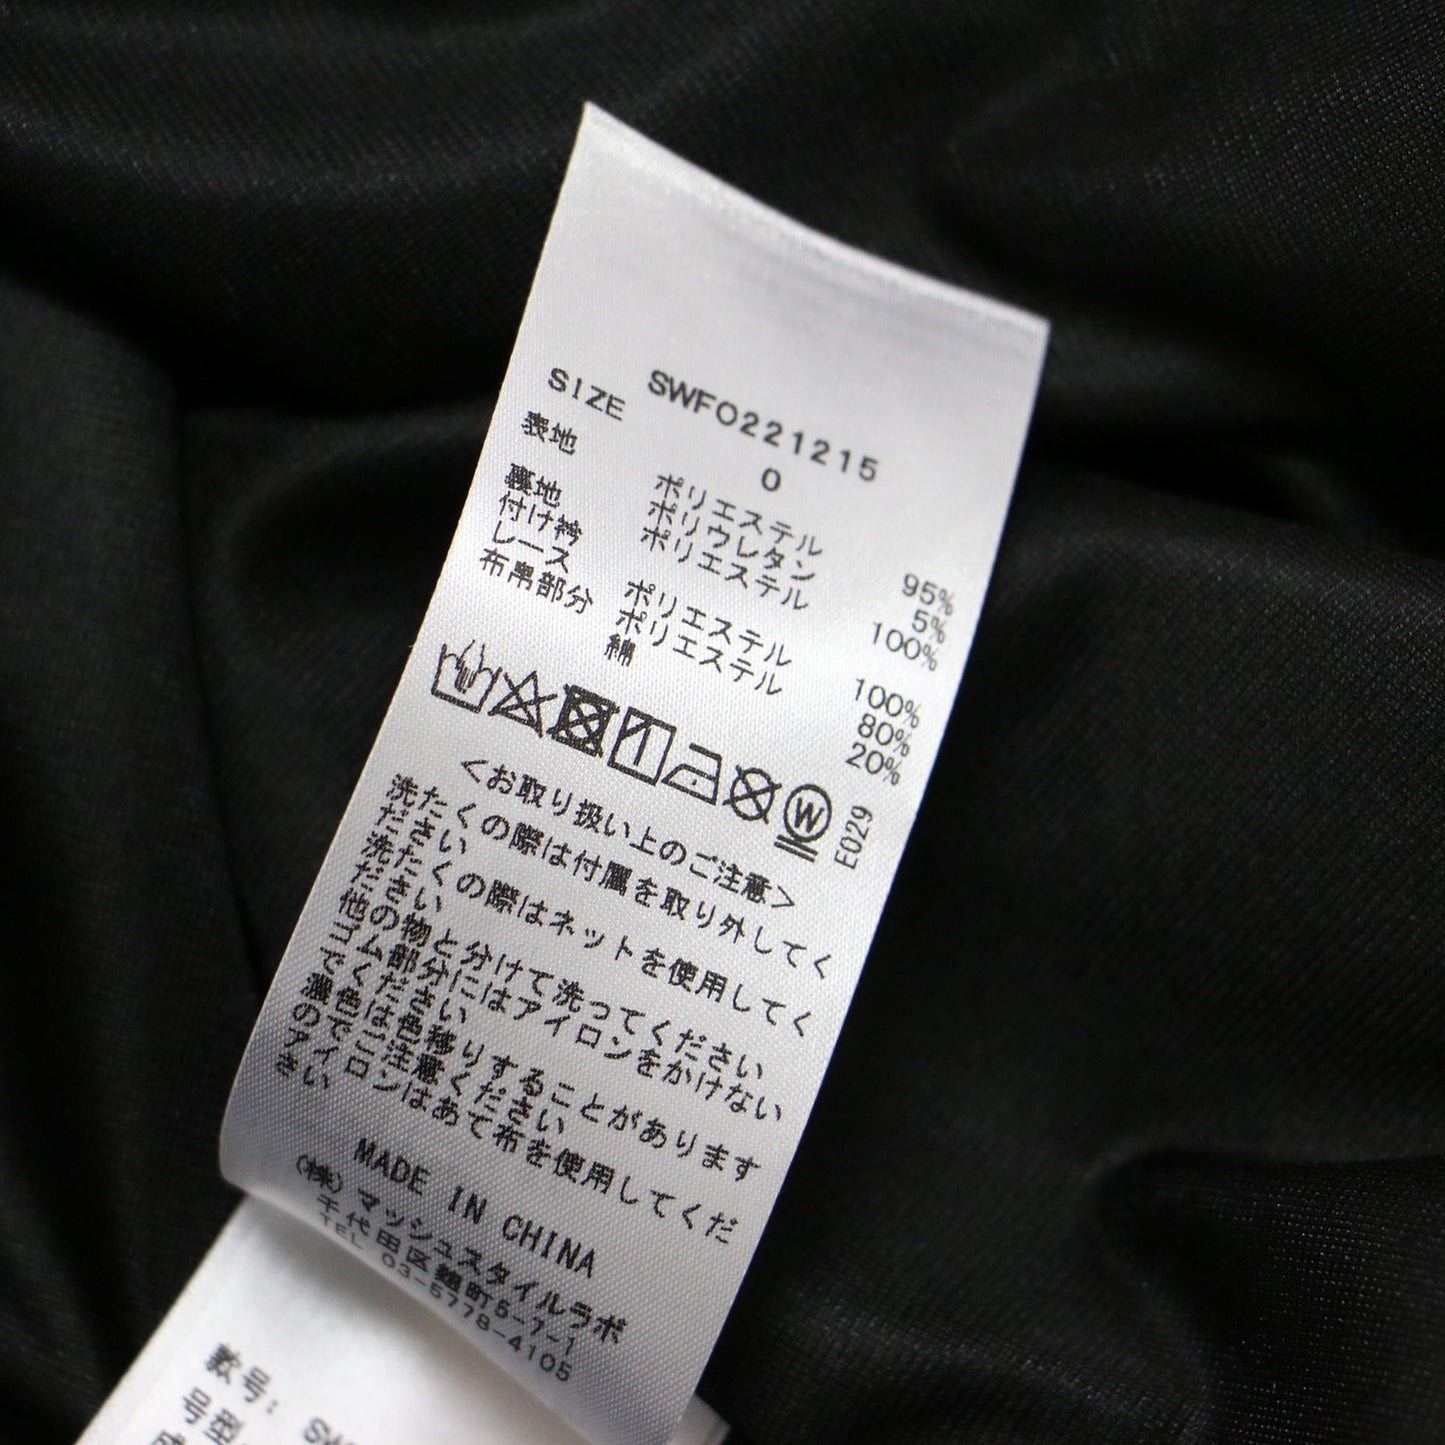 SWFO221215
SIZE 0
表地 ポリエステル 95%
ポリウレタン 5%
裏地 ポリエステル 100%
付け衿
レース ポリエステル 100%
布帛部分 ポリエステル 80%
綿 20%
W
E029
<お取り扱い上のご注意>
洗たくの際は付属を取り外してく
ださい
洗たくの際はネットを使用してく
ださい
他の物と分けて洗ってください
ゴム部分にはアイロンをかけない
でください
濃色は色移りすることがあります
のでご注意ください
アイロンはあて布を使用してくだ
さい
MADE IN CHINA
(株)マッシュスタイルラボ
千代田区麹町5-7-1
TEL 03-5778-4105
款号: SW
号型